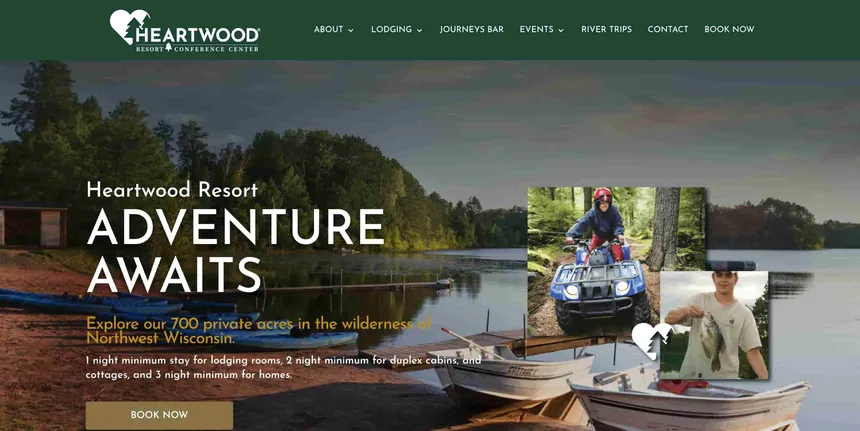 HEARTWOOD®
RESORT CONFERENCE CENTER
ABOUT LODGING JOURNEYS BAR EVENTS RIVER TRIPS CONTACT BOOK NOW
Heartwood Resort
ADVENTURE
AWAITS
Explore our 700 private acres in the wilderness of
Northwest Wisconsin.
1 night minimum stay for lodging rooms, 2 night minimum for duplex cabins, and
cottages, and 3 night minimum for homes.
BOOK NOW